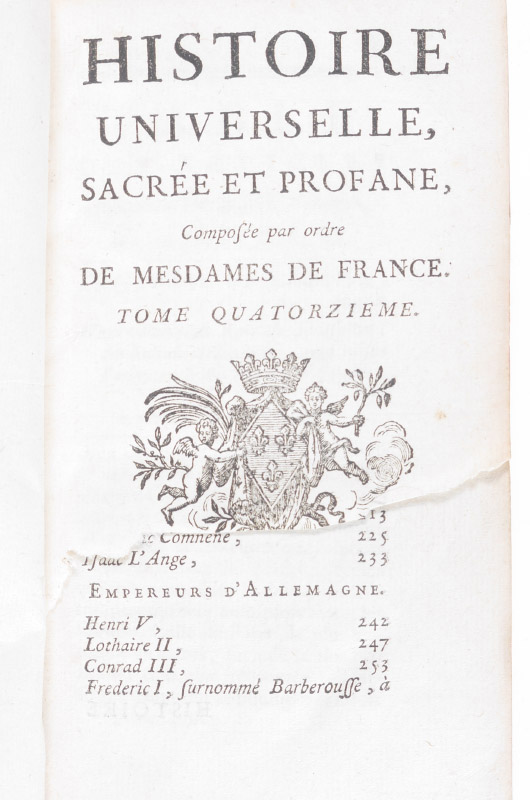 HISTOIRE
UNIVERSELLE,
SACRÉE ET PROFANE,
Composée par ordre
DE MESDAMES DE FRANCE.
TOME QUATORZIEME.
213
Comnene, 225
Isaac L'Ange, 233
EMPEREURS D'ALLEMAGNE.
Henri V, 242
Lothaire II, 247
Conrad III, 253
Frederic I, surnommé Barberousse, à